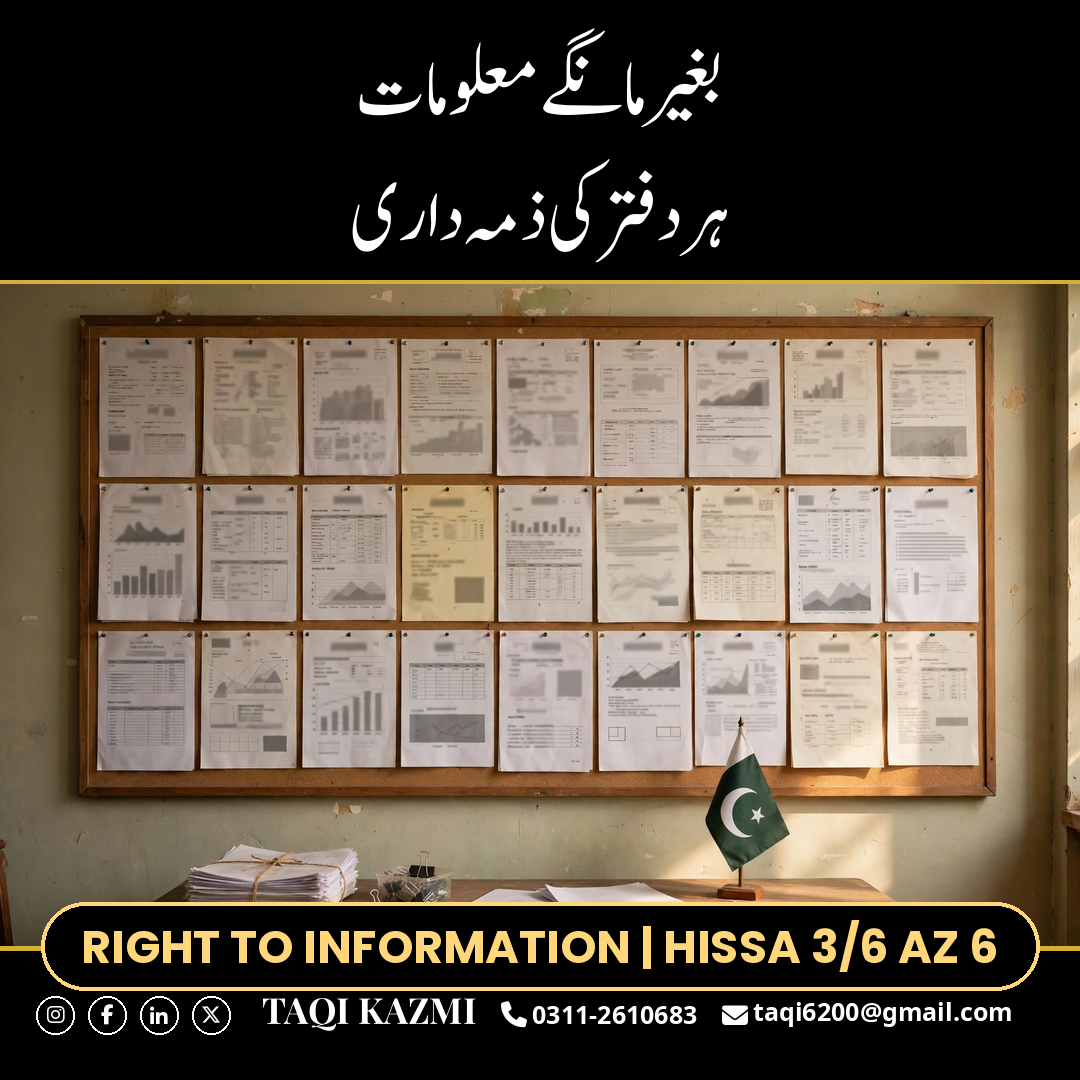 بغیر مانگے معلومات
ہر دفتر کی ذمہ داری
RIGHT TO INFORMATION | HISSA 3/6 AZ 6
TAQI KAZMI 0311-2610683 taqi6200@gmail.com